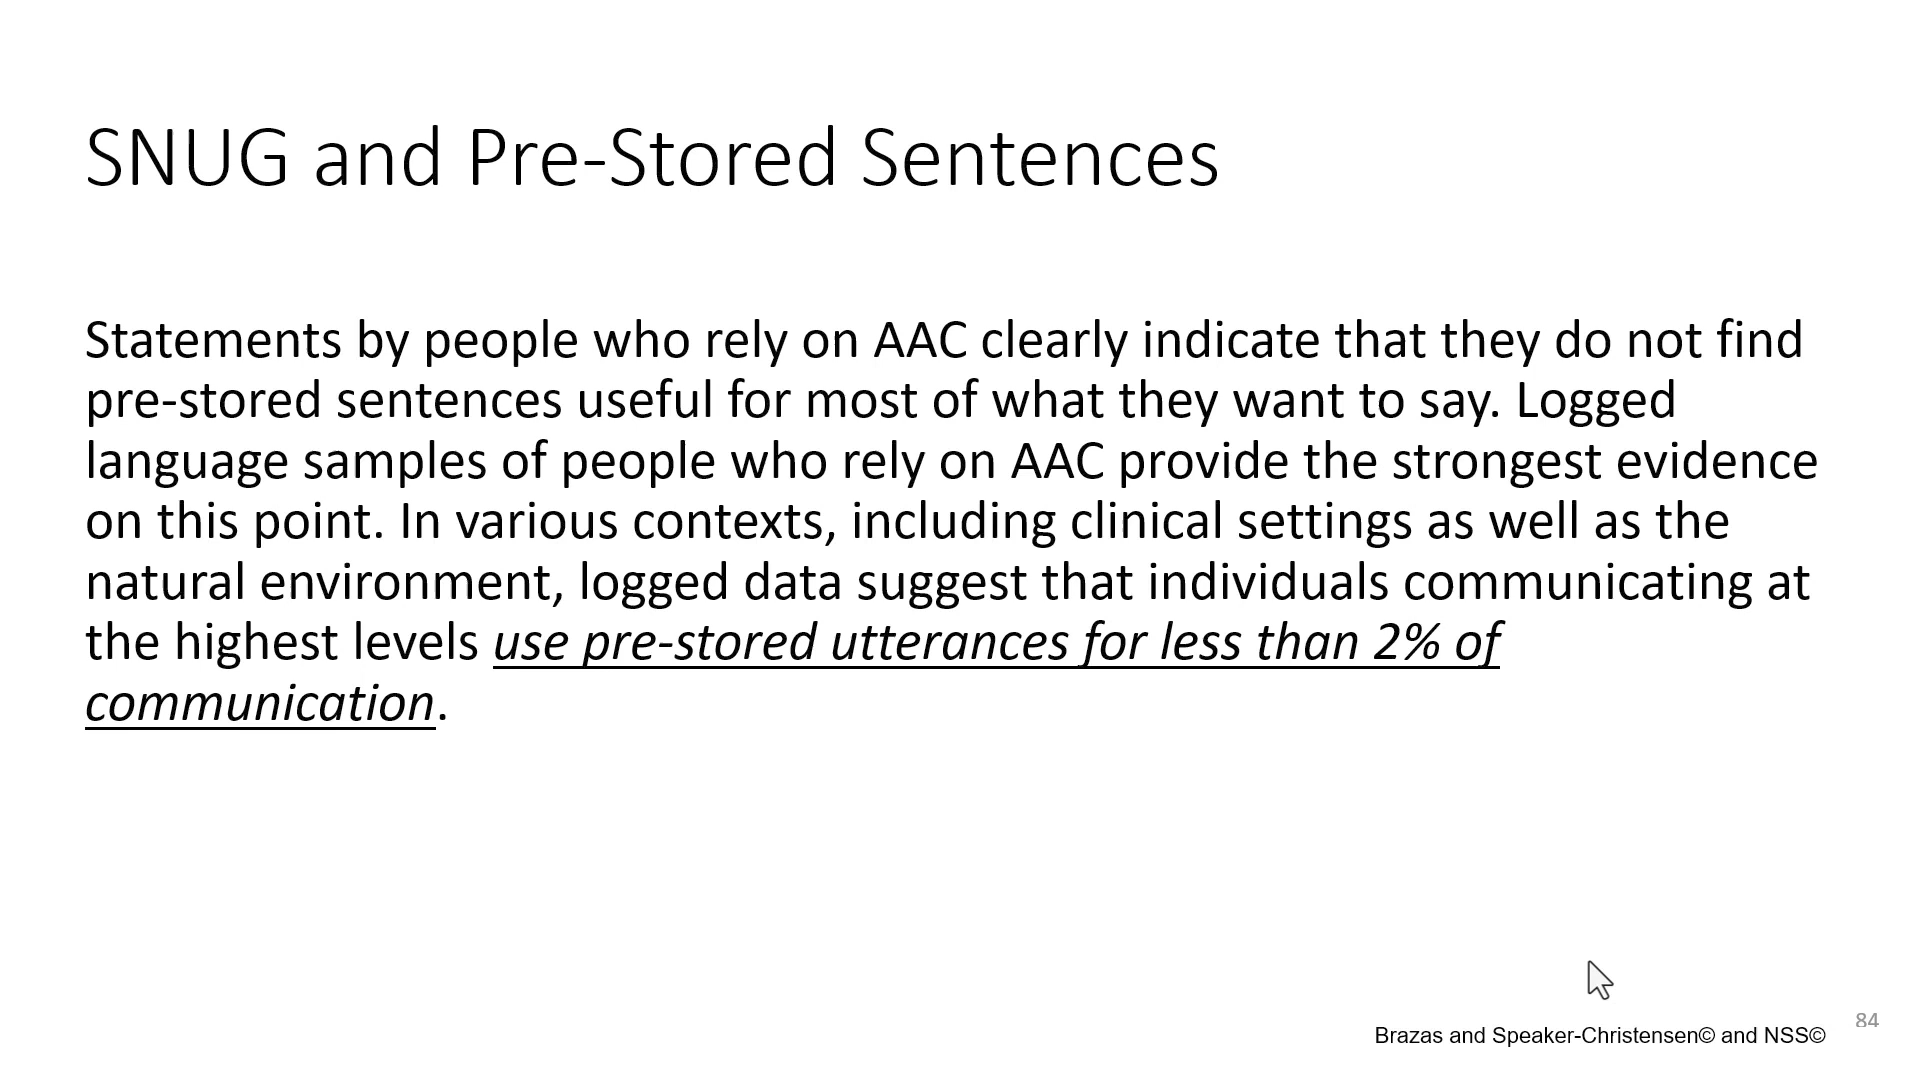 SNUG and Pre-Stored Sentences
Statements by people who rely on AAC clearly indicate that they do not find
pre-stored sentences useful for most of what they want to say. Logged
language samples of people who rely on AAC provide the strongest evidence
on this point. In various contexts, including clinical settings as well as the
natural environment, logged data suggest that individuals communicating at
the highest levels use pre-stored utterances for less than 2% of
communication.
84
Brazas and Speaker-Christensen© and NSS©